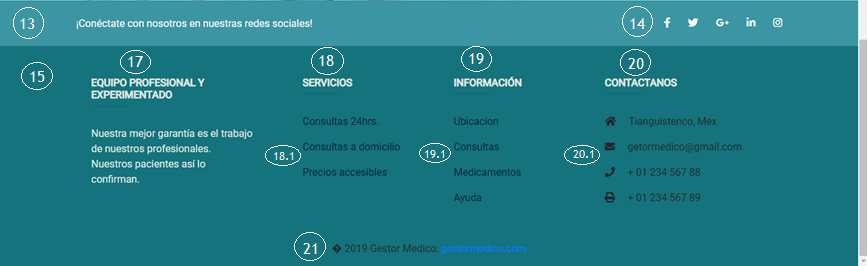 13 ¡Conéctate con nosotros en nuestras redes sociales! 14
15
17
EQUIPO PROFESIONAL Y
EXPERIMENTADO
Nuestra mejor garantía es el trabajo
de nuestros profesionales.
Nuestros pacientes así lo
confirman.
18
SERVICIOS
Consultas 24hrs.
18.1 Consultas a domicilio
Precios accesibles
19
INFORMACIÓN
Ubicacion
19.1 Consultas
Medicamentos
Ayuda
20
CONTACTANOS
Tianguistenco, Mex
20.1 getormedico@gmail.com
+ 01 234 567 88
+ 01 234 567 89
21 � 2019 Gestor Medico: gestormedico.com